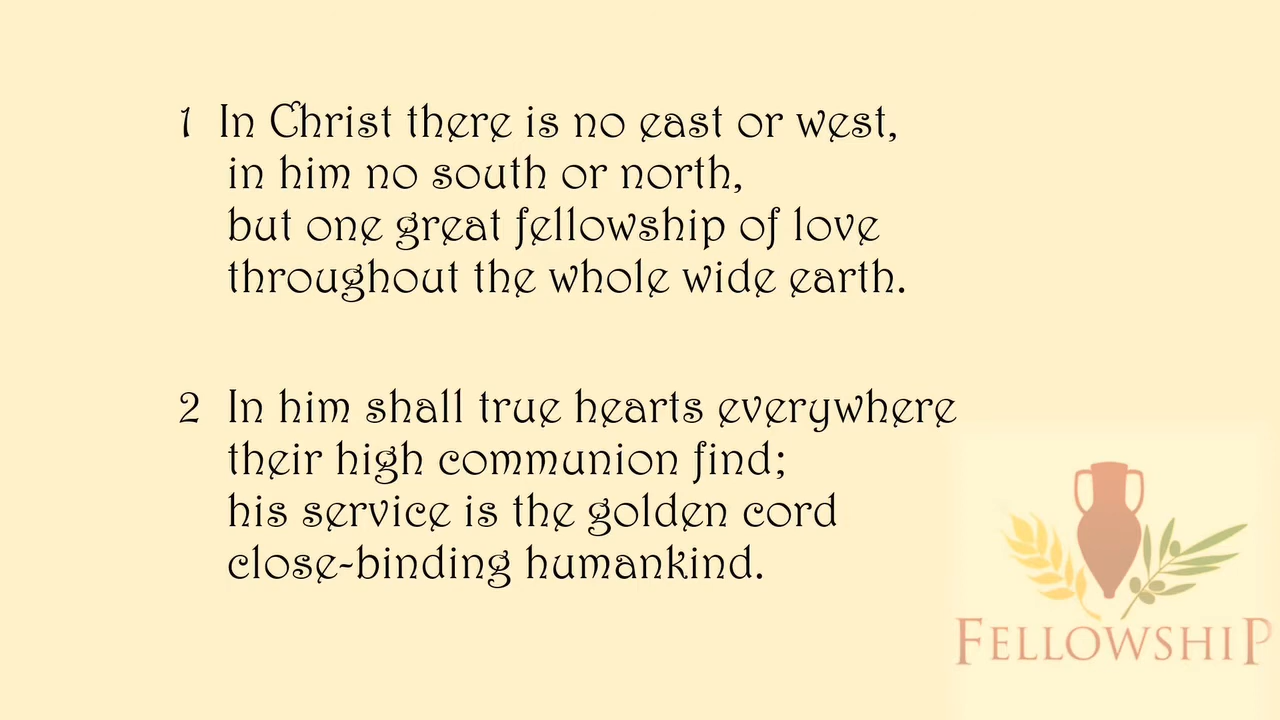 1 In Christ there is no east or west,
in him no south or north,
but one great fellowship of love
throughout the whole wide earth.
2 In him shall true hearts everywhere
their high communion find;
his service is the golden cord
close-binding humankind.
FELLOWSHIP